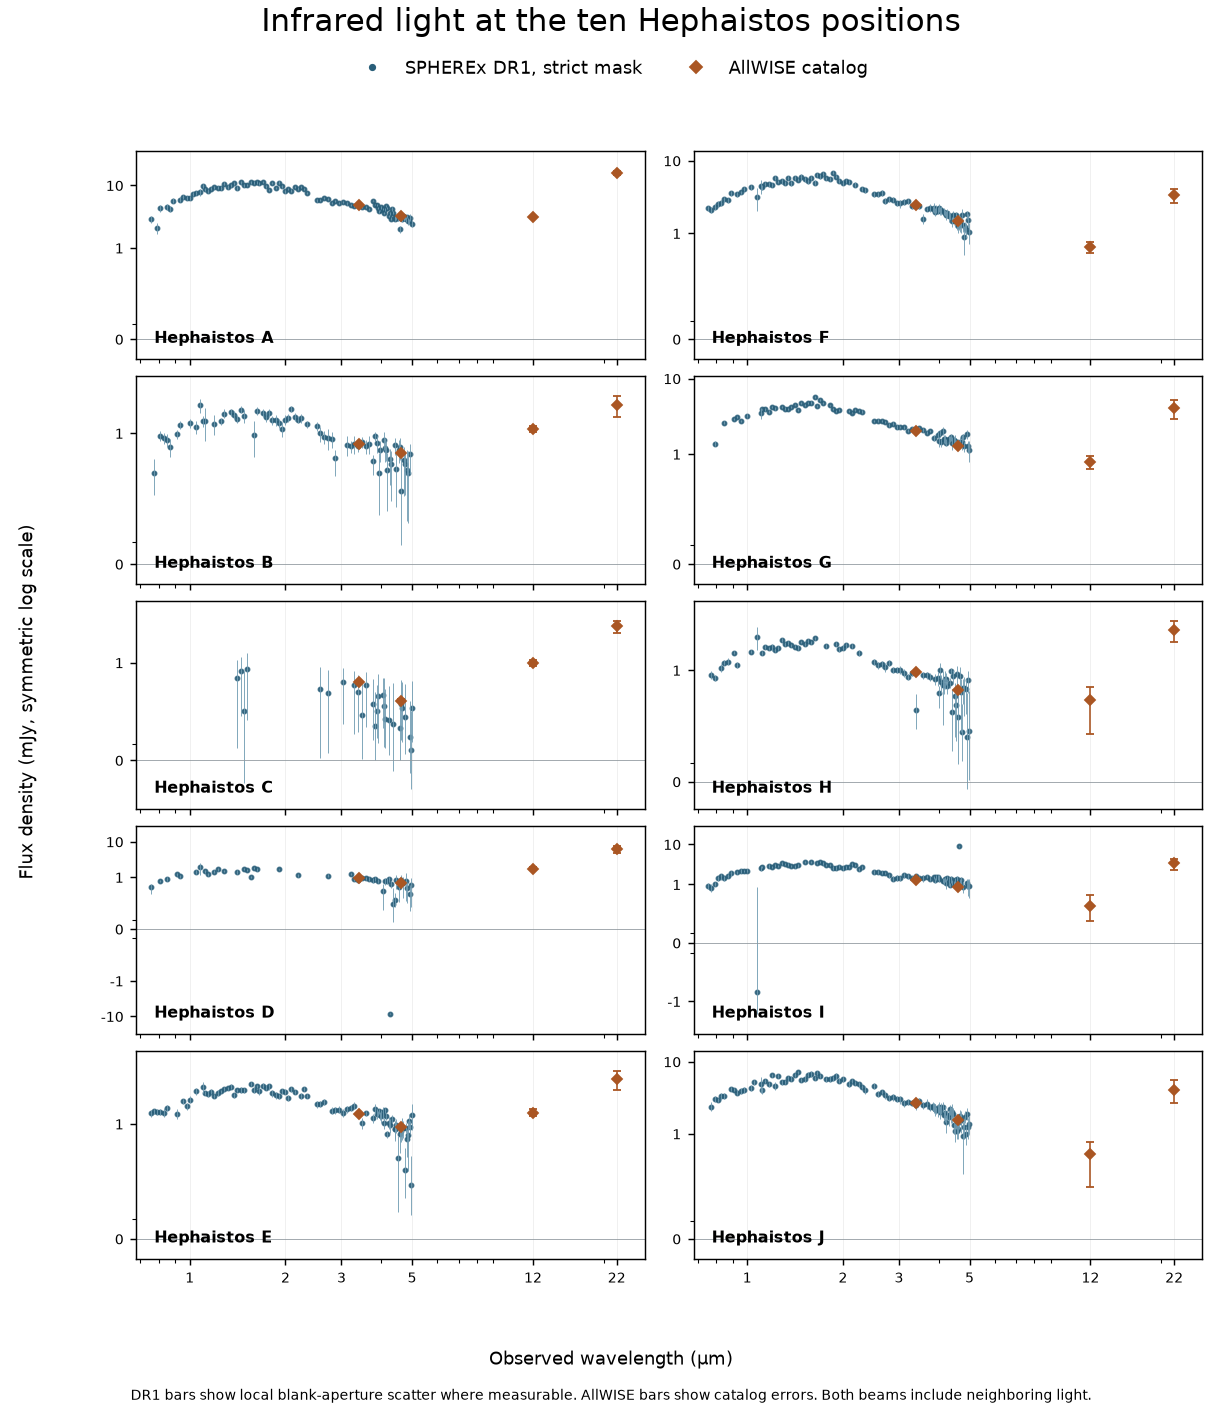 Infrared light at the ten Hephaistos positions
SPHEREx DR1, strict mask
AllWISE catalog
Flux density (mJy, symmetric log scale)
10
1
0
Hephaistos A
10
1
0
Hephaistos F
1
0
Hephaistos B
10
1
0
Hephaistos G
1
0
Hephaistos C
1
0
Hephaistos H
10
1
0
-1
-10
Hephaistos D
10
1
0
-1
Hephaistos I
1
0
Hephaistos E
10
1
0
Hephaistos J
1 2 3 5 12 22
1 2 3 5 12 22
Observed wavelength (µm)
DR1 bars show local blank-aperture scatter where measurable. AllWISE bars show catalog errors. Both beams include neighboring light.